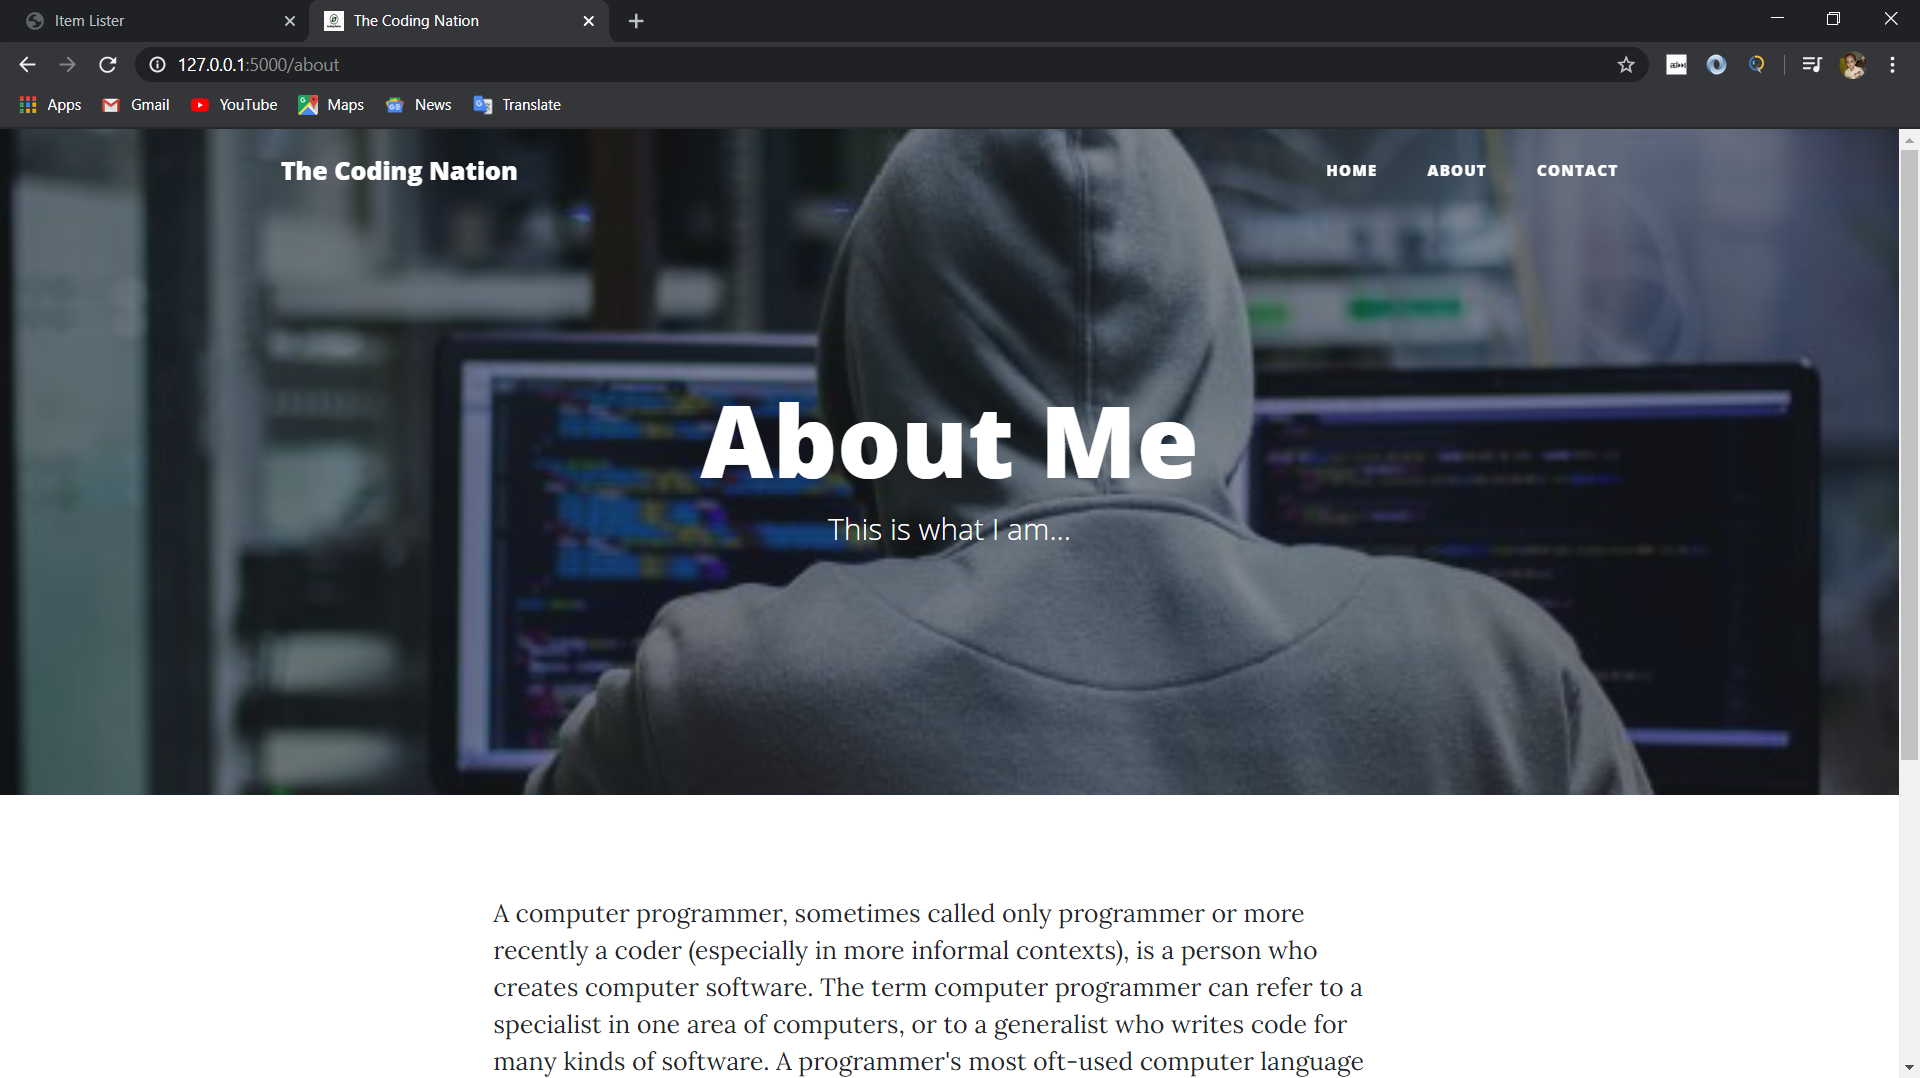 Item Lister
The Coding Nation
127.0.0.1:5000/about
Apps
Gmail
YouTube
Maps
News
Translate
The Coding Nation
HOME
ABOUT
CONTACT
About Me
This is what I am...
A computer programmer, sometimes called only programmer or more
recently a coder (especially in more informal contexts), is a person who
creates computer software. The term computer programmer can refer to a
specialist in one area of computers, or to a generalist who writes code for
many kinds of software. A programmer's most oft-used computer language